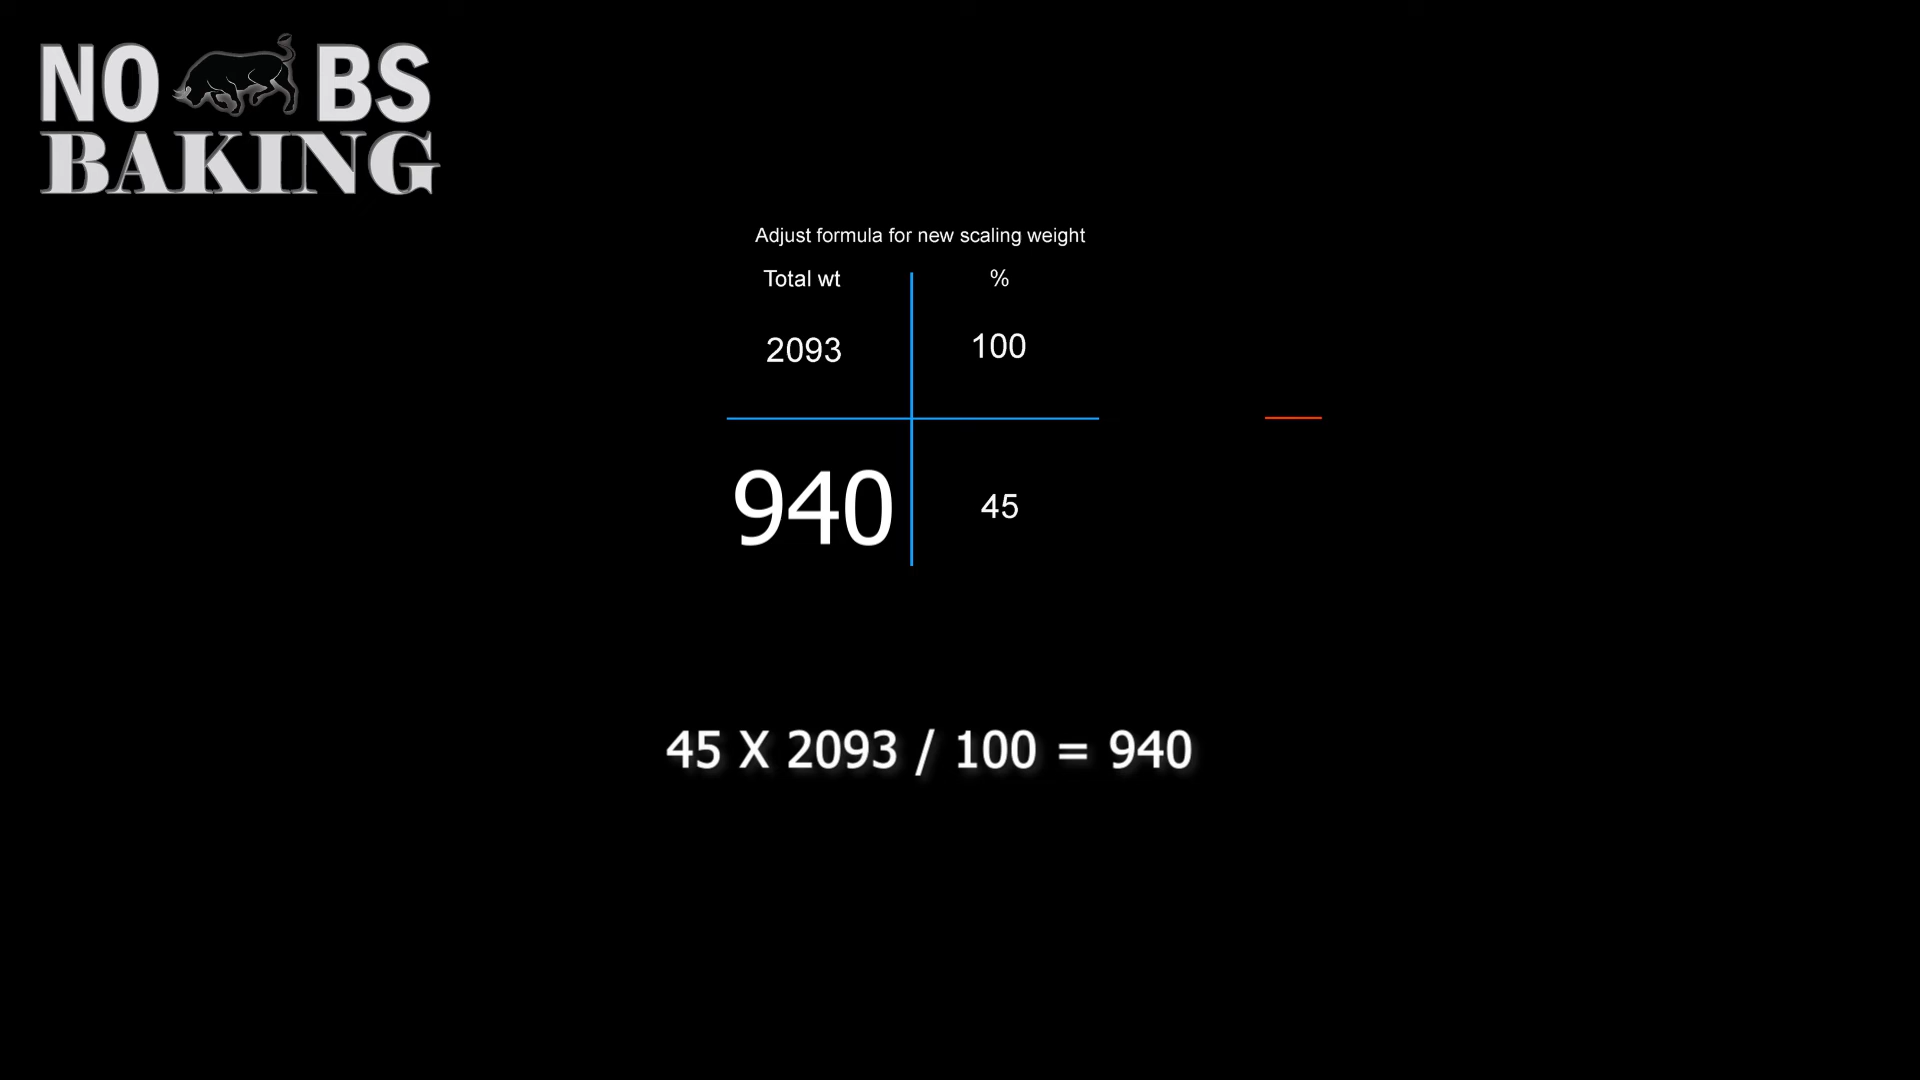 NO BS
BAKING
Adjust formula for new scaling weight
Total wt %
2093 100
940 45
45 X 2093 / 100 = 940